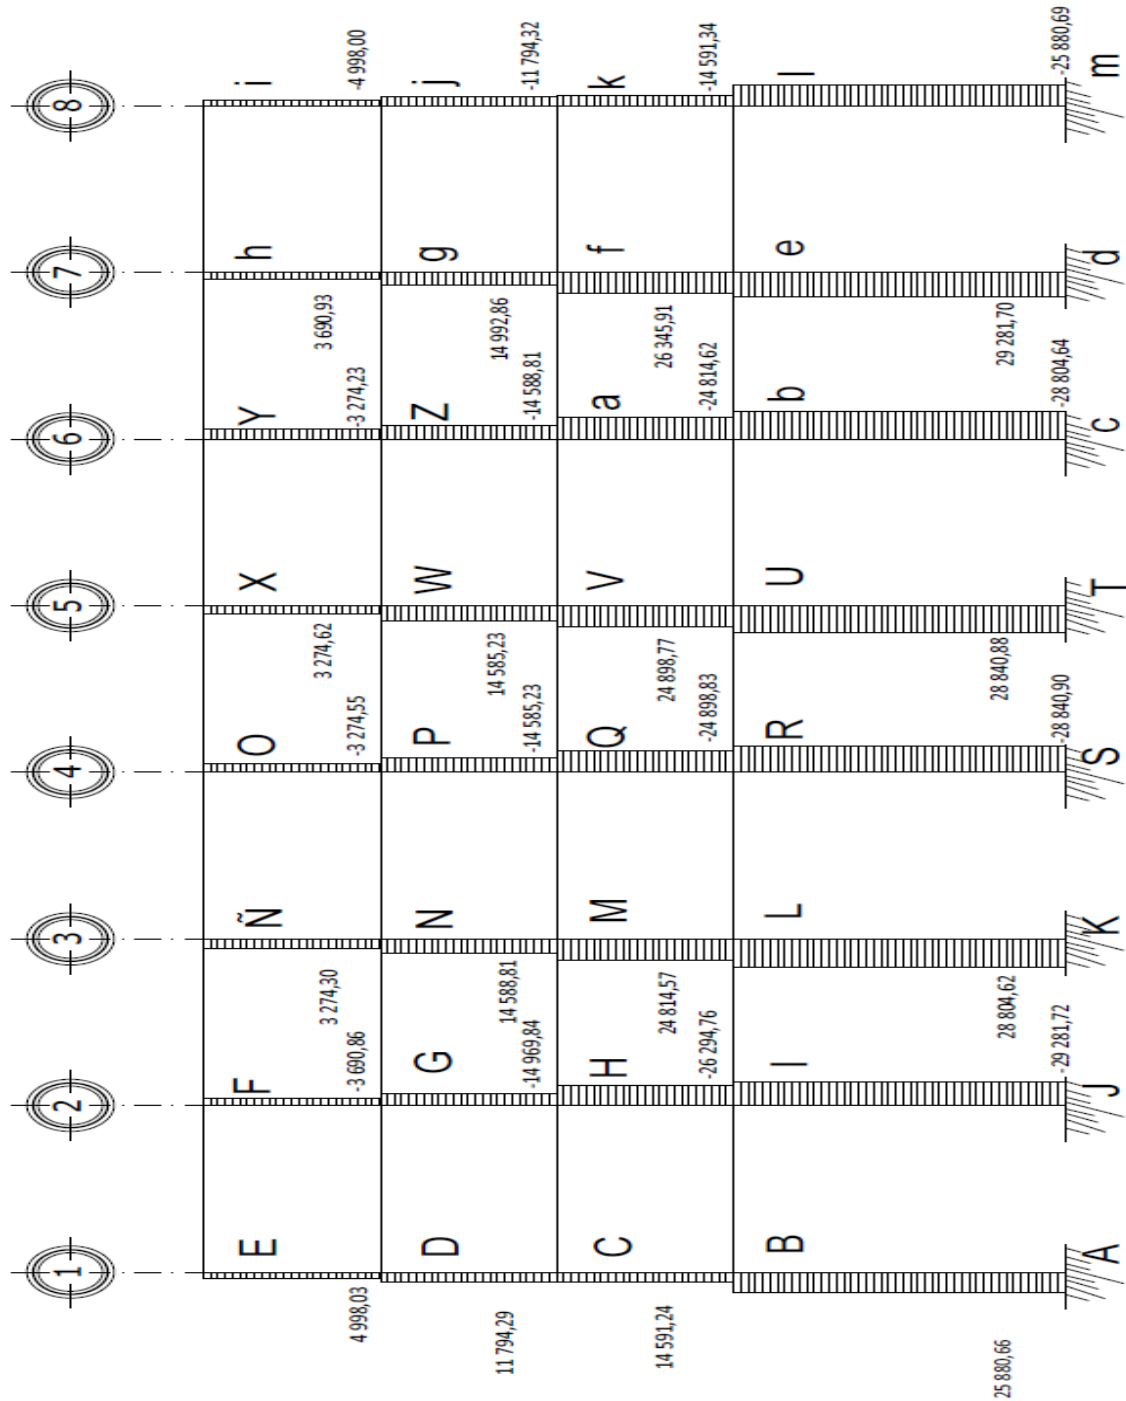 1 2 3 4 5 6 7 8
E F Ñ O X Y h i
3 274,30 3 274,62 3 690,93
4 998,03 -3 690,86 -3 274,55 -3 274,23 -4 998,00
D G N P W Z g j
11 794,29 14 588,81 14 585,23 14 992,86
-14 969,84 -14 585,23 -14 588,81 -11 794,32
C H M Q V a f k
14 591,24 24 814,57 24 898,77 26 345,91
-26 294,76 -24 898,83 -24 814,62 -14 591,34
B I L R U b e l
25 880,66 28 804,62 28 840,88 29 281,70
-29 281,72 -28 840,90 -28 804,64 -25 880,69
A J K S T c d m